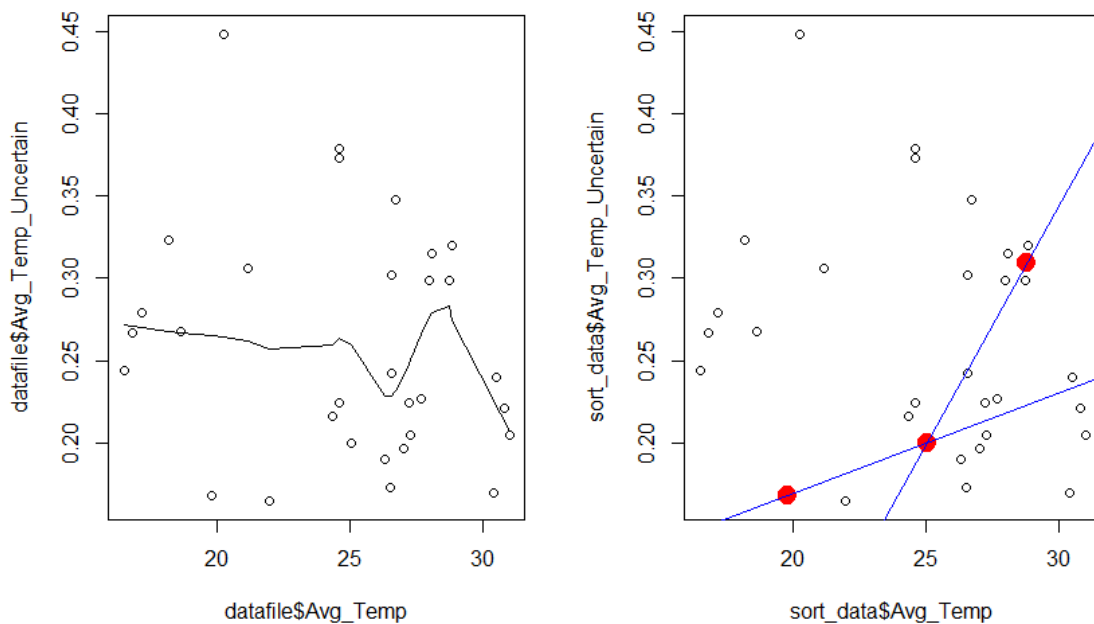 datafile$Avg_Temp_Uncertain
0.45
0.40
0.35
0.30
0.25
0.20
20 25 30
datafile$Avg_Temp
sort_data$Avg_Temp_Uncertain
0.45
0.40
0.35
0.30
0.25
0.20
20 25 30
sort_data$Avg_Temp